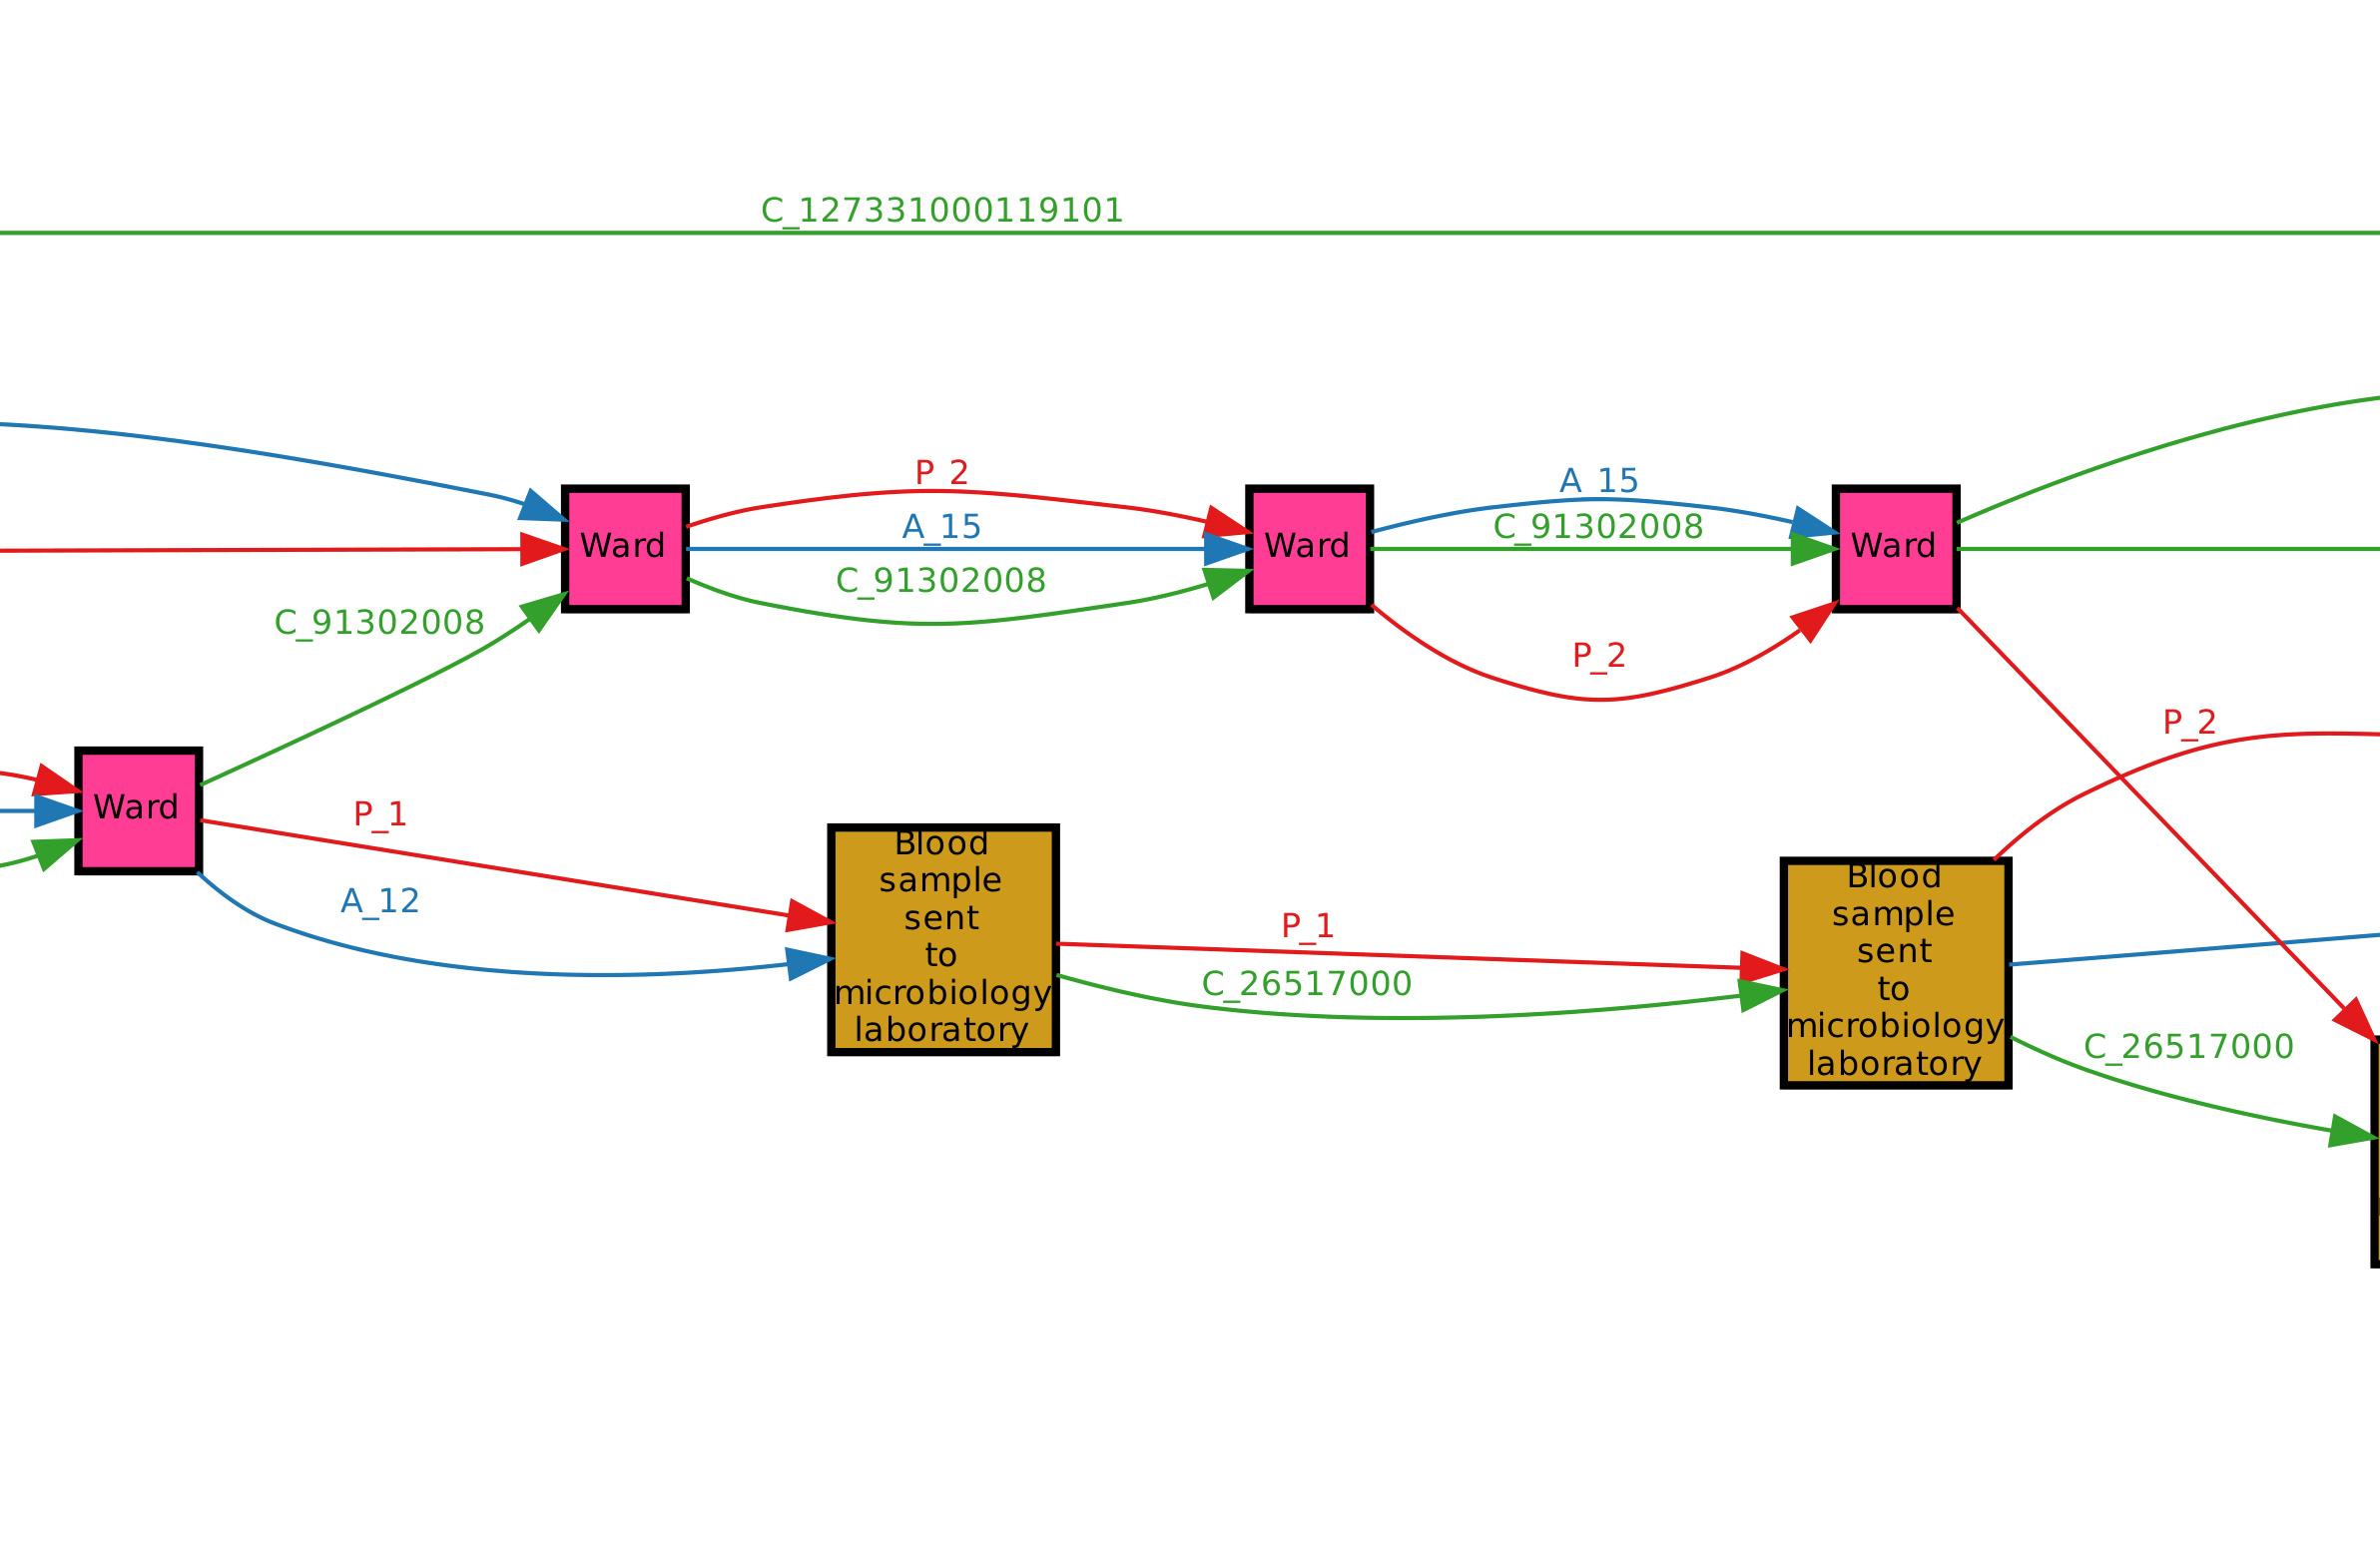 C_127331000119101
P_2
A_15
C_91302008
Ward
Ward
Ward
A_15
C_91302008
P_2
C_91302008
P_2
Ward
P_1
A_12
Blood
sample
sent
to
microbiology
laboratory
P_1
C_26517000
Blood
sample
sent
to
microbiology
laboratory
C_26517000